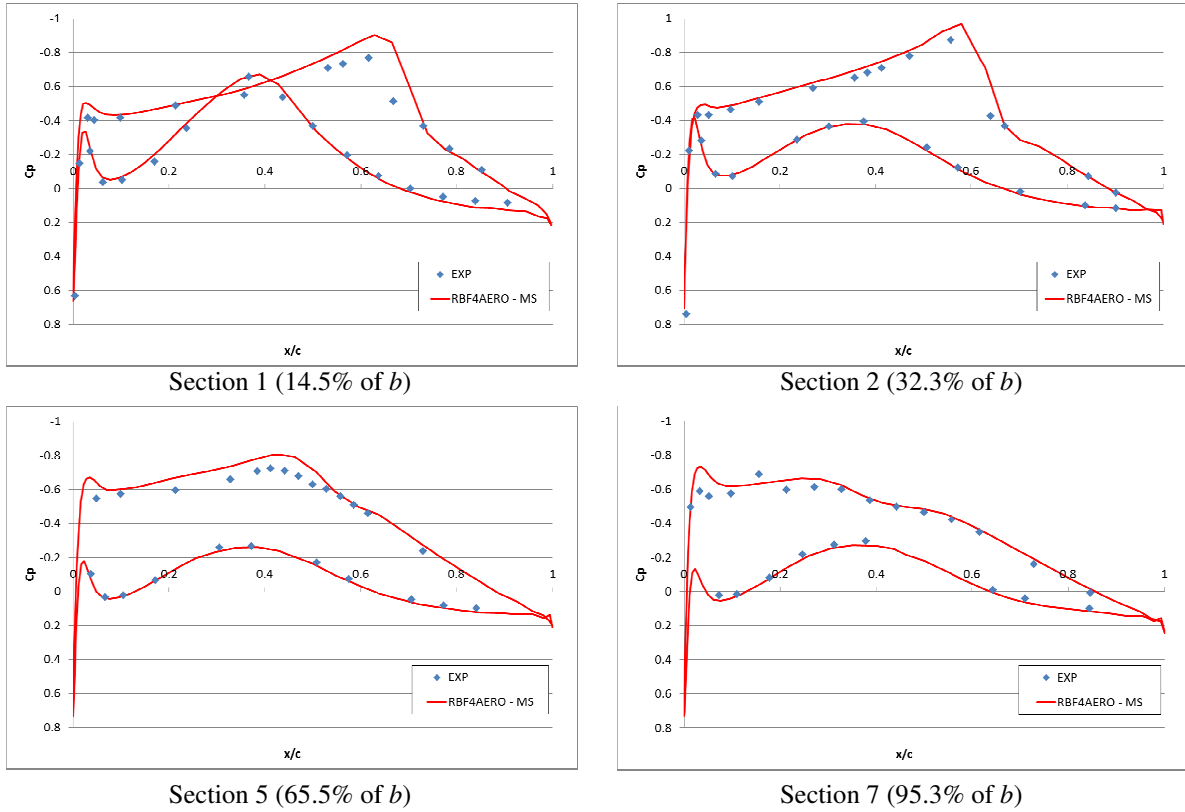 -1
-0.8
-0.6
-0.4
-0.2
0
0.2
0.4
0.6
0.8
Cp
0 0.2 0.4 0.6 0.8 1
x/c
EXP
RBF4AERO - MS
Section 1 (14.5% of b)
-1
-0.8
-0.6
-0.4
-0.2
0
0.2
0.4
0.6
0.8
Cp
0 0.2 0.4 0.6 0.8 1
x/c
EXP
RBF4AERO - MS
Section 2 (32.3% of b)
-1
-0.8
-0.6
-0.4
-0.2
0
0.2
0.4
0.6
0.8
Cp
0 0.2 0.4 0.6 0.8 1
x/c
EXP
RBF4AERO - MS
Section 5 (65.5% of b)
-1
-0.8
-0.6
-0.4
-0.2
0
0.2
0.4
0.6
0.8
Cp
0 0.2 0.4 0.6 0.8 1
x/c
EXP
RBF4AERO - MS
Section 7 (95.3% of b)